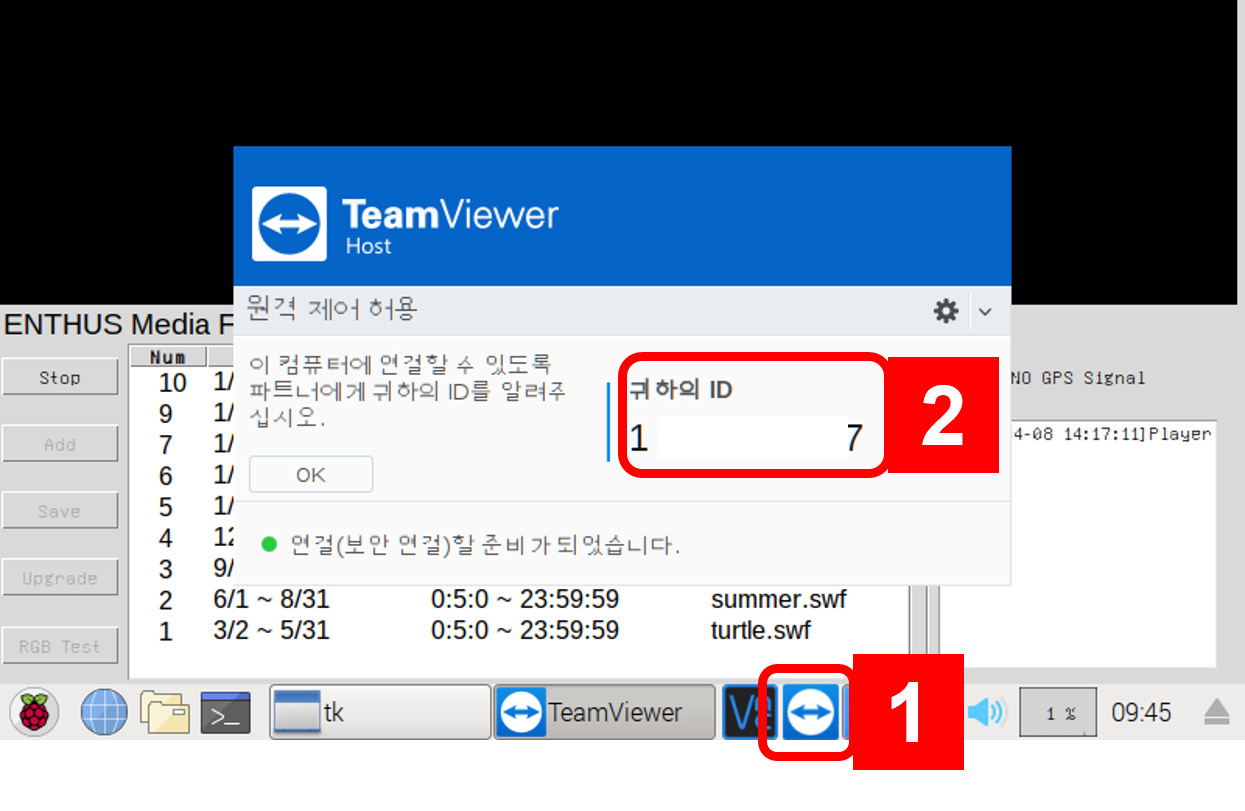 TeamViewer
Host
원격 제어 허용
ENTHUS Media
이 컴퓨터에 연결할 수 있도록
파트너에게 귀하의 ID를 알려주
십시오.
OK
귀하의 ID
1 7
2
연결(보안 연결)할 준비가 되었습니다.
Stop
Add
Save
Upgrade
RGB Test
Num
10 1/
9 1/
7 1/
6 1/
5 1/
4 12
3 9/
2 6/1 ~ 8/31 0:5:0 ~ 23:59:59 summer.swf
1 3/2 ~ 5/31 0:5:0 ~ 23:59:59 turtle.swf
NO GPS Signal
4-08 14:17:11]Player
>_
tk
TeamViewer
1
1 %
09:45